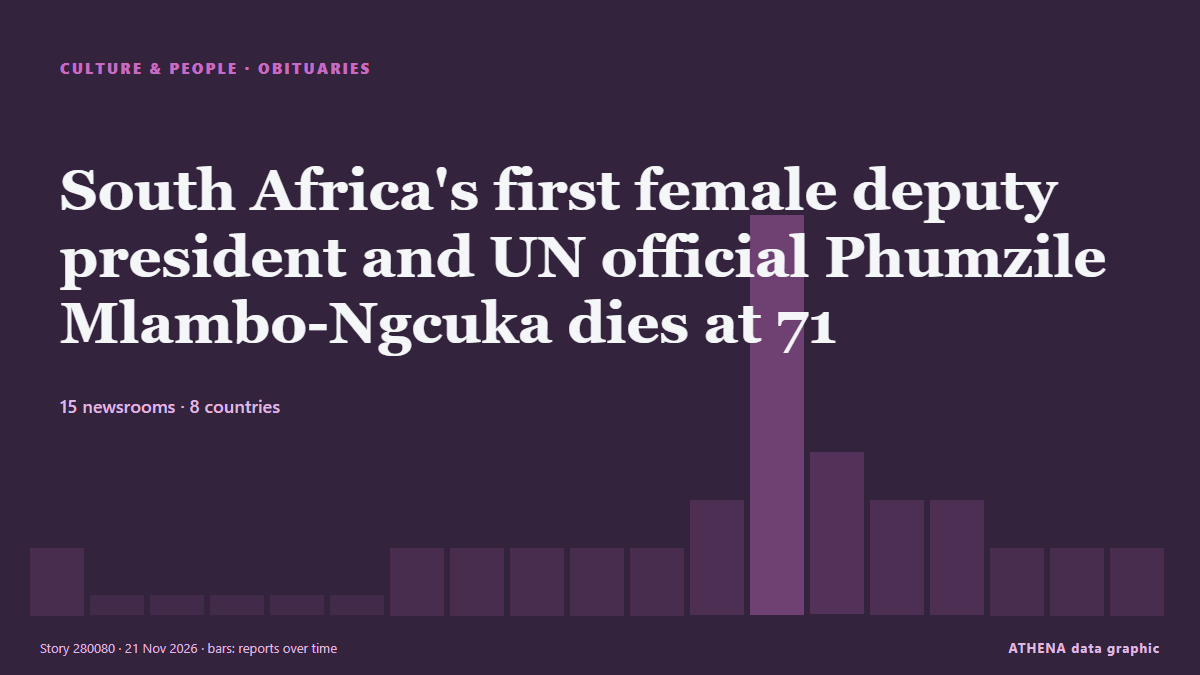 CULTURE & PEOPLE · OBITUARIES
South Africa's first female deputy
president and UN official Phumzile
Mlambo-Ngcuka dies at 71
15 newsrooms · 8 countries
Story 280080 · 21 Nov 2026 · bars: reports over time
ATHENA data graphic